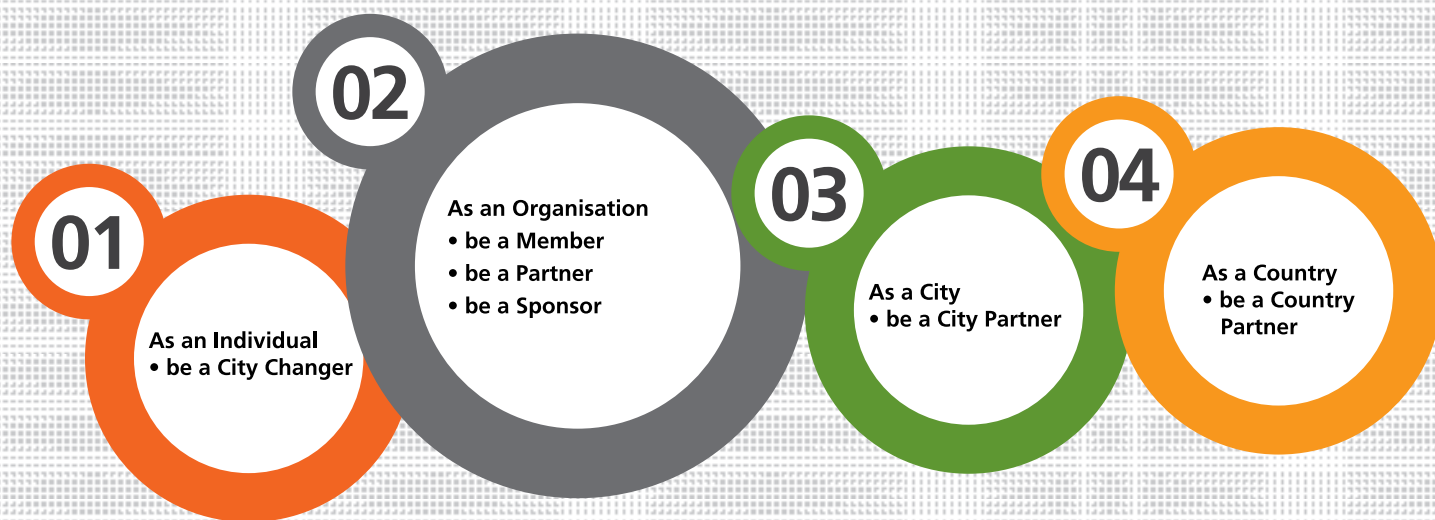 01
As an Individual
• be a City Changer
02
As an Organisation
• be a Member
• be a Partner
• be a Sponsor
03
As a City
• be a City Partner
04
As a Country
• be a Country
Partner